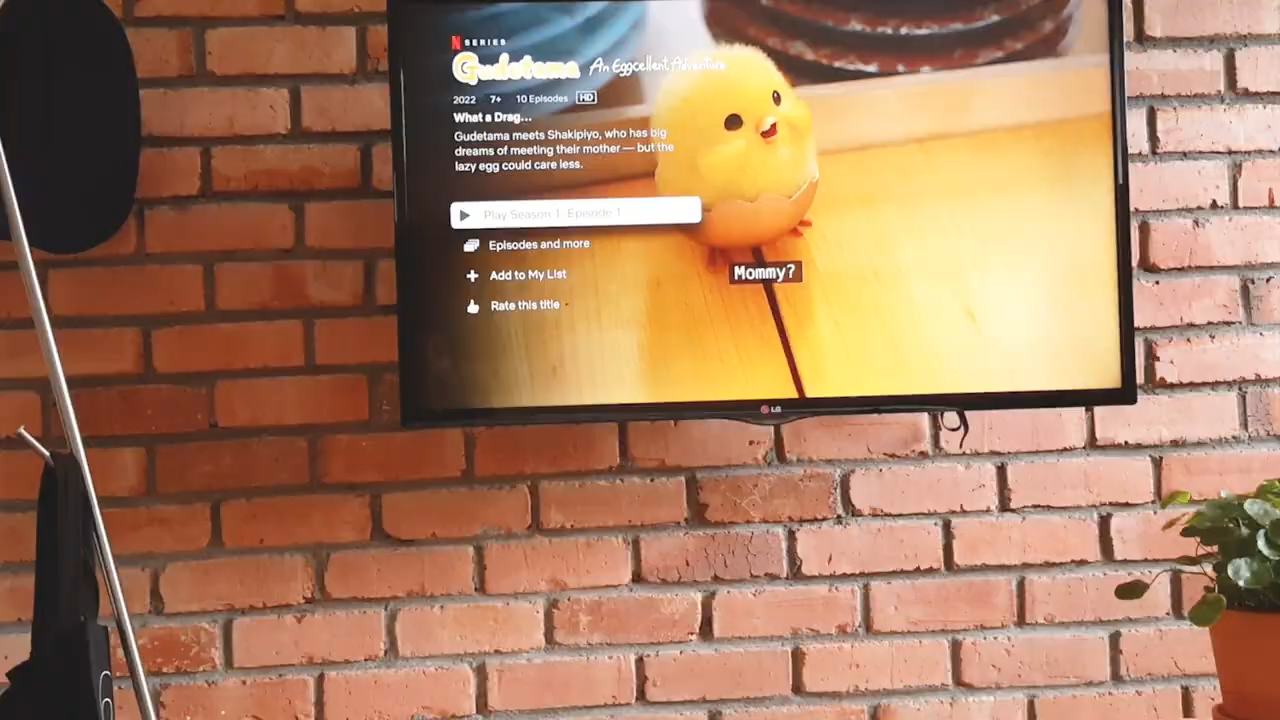 N SERIES
Gudetama An Eggcellent Adventure
2022 7+ 10 Episodes HD
What a Drag...
Gudetama meets Shakipiyo, who has big
dreams of meeting their mother — but the
lazy egg could care less.
Play Season 1 Episode 1
Episodes and more
Add to My List
Rate this title
Mommy?
LG